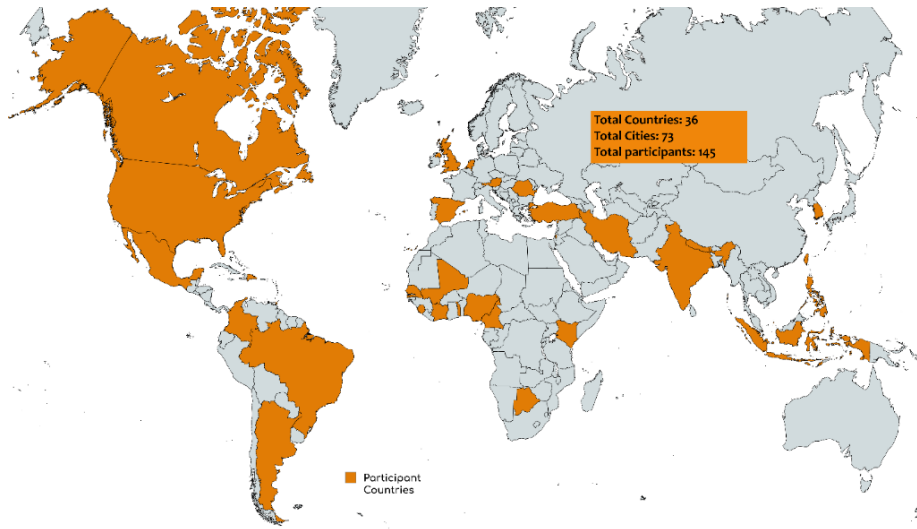 Total Countries: 36
Total Cities: 73
Total participants: 145
Participant
Countries